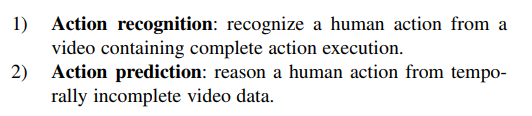 1) Action recognition: recognize a human action from a
video containing complete action execution.
2) Action prediction: reason a human action from tempo-
rally incomplete video data.